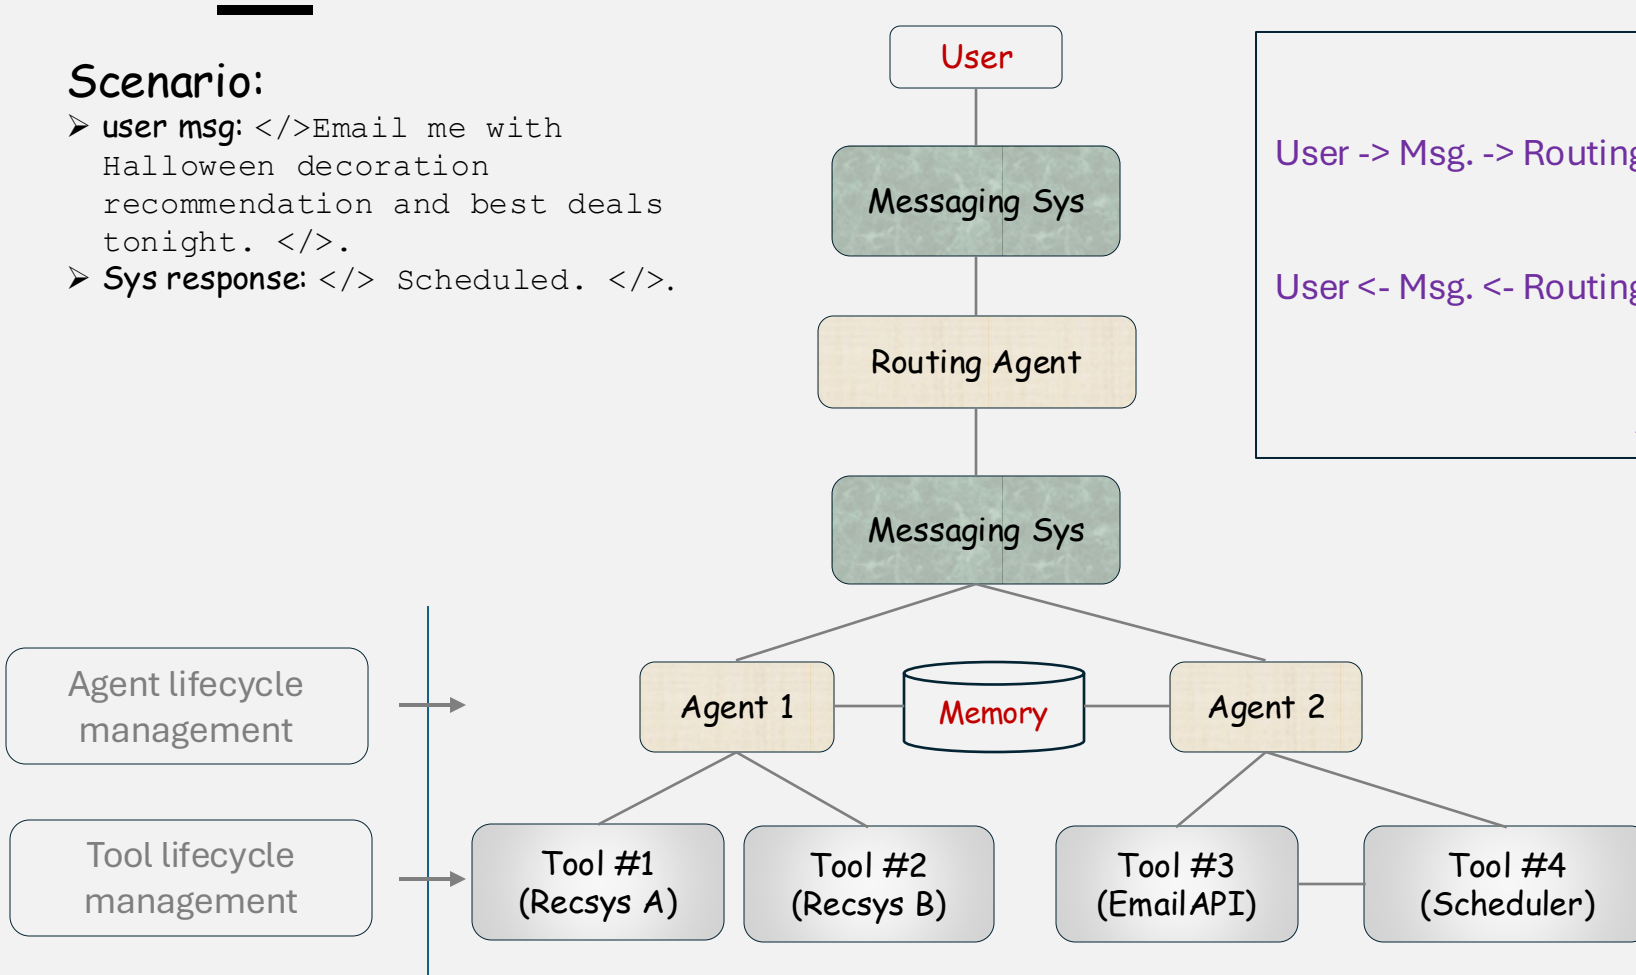 Scenario:
➢ user msg: </>Email me with
Halloween decoration
recommendation and best deals
tonight. </>.
➢ Sys response: </> Scheduled. </>.
User
Messaging Sys
Routing Agent
Messaging Sys
User -> Msg. -> Routing
User <- Msg. <- Routing
Agent lifecycle
management
Agent 1
Memory
Agent 2
Tool lifecycle
management
Tool #1
(Recsys A)
Tool #2
(Recsys B)
Tool #3
(EmailAPI)
Tool #4
(Scheduler)